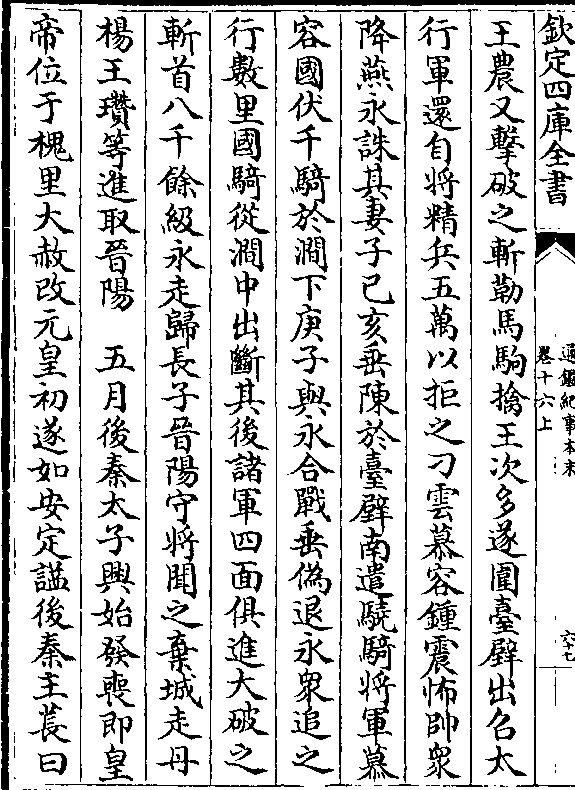 欽定四庫全書
通鑑紀事本末
卷十六上
六十七
王農又擊破之斬勒馬駒擒王次多遂圍臺壁出召太
行軍還自將精兵五萬以拒之刁雲慕容鍾震怖帥衆
降燕永誅其妻子己亥垂陳於臺壁南遣驍騎將軍慕
容國伏千騎於澗下庚子與永合戰垂偽退永衆追之
行數里國騎從澗中出斷其後諸軍四面俱進大破之
斬首八千餘級永走歸長子晉陽守將聞之棄城走丹
楊王瓚等進取晉陽　五月後秦太子興始發喪即皇
帝位于槐里大赦改元皇初遂如安定諡後秦主萇曰